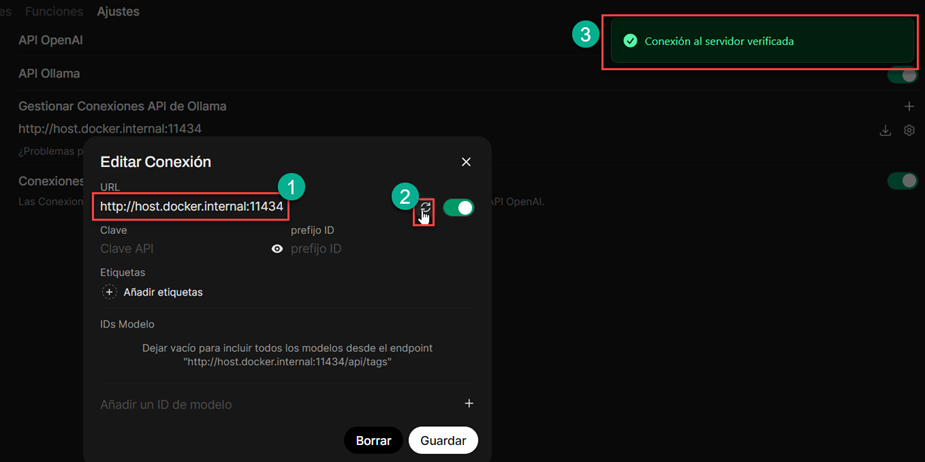 es Funciones Ajustes
API OpenAI
3
Conexión al servidor verificada
API Ollama
Gestionar Conexiones API de Ollama
http://host.docker.internal:11434
¿Problemas p
Editar Conexión
Conexiones
URL
1
2
Las Conexion
http://host.docker.internal:11434
API OpenAI.
Clave prefijo ID
Clave API prefijo ID
Etiquetas
Añadir etiquetas
IDs Modelo
Dejar vacío para incluir todos los modelos desde el endpoint
"http://host.docker.internal:11434/api/tags"
Añadir un ID de modelo
Borrar Guardar